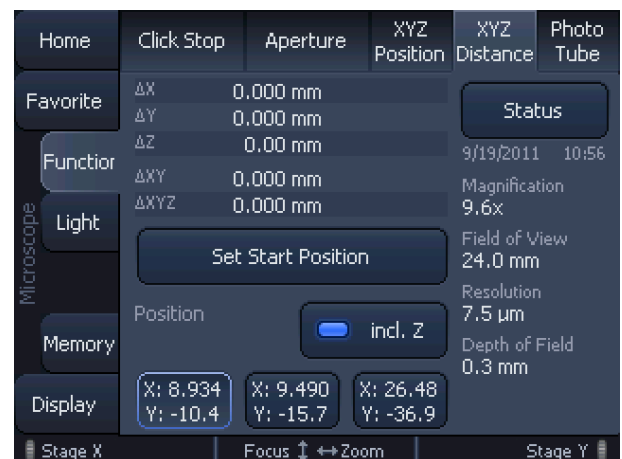 Home
Click Stop
Aperture
XYZ
Position
XYZ
Distance
Photo
Tube
Favorite
Function
Light
Microscope
Memory
Display
ΔX 0.000 mm
ΔY 0.000 mm
ΔZ 0.00 mm
ΔXY 0.000 mm
ΔXYZ 0.000 mm
Set Start Position
Position
incl. Z
X: 8.934
Y: -10.4
X: 9.490
Y: -15.7
X: 26.48
Y: -36.9
Status
9/19/2011 10:56
Magnification
9.6x
Field of View
24.0 mm
Resolution
7.5 µm
Depth of Field
0.3 mm
Stage X
Focus ↕ ↔ Zoom
Stage Y